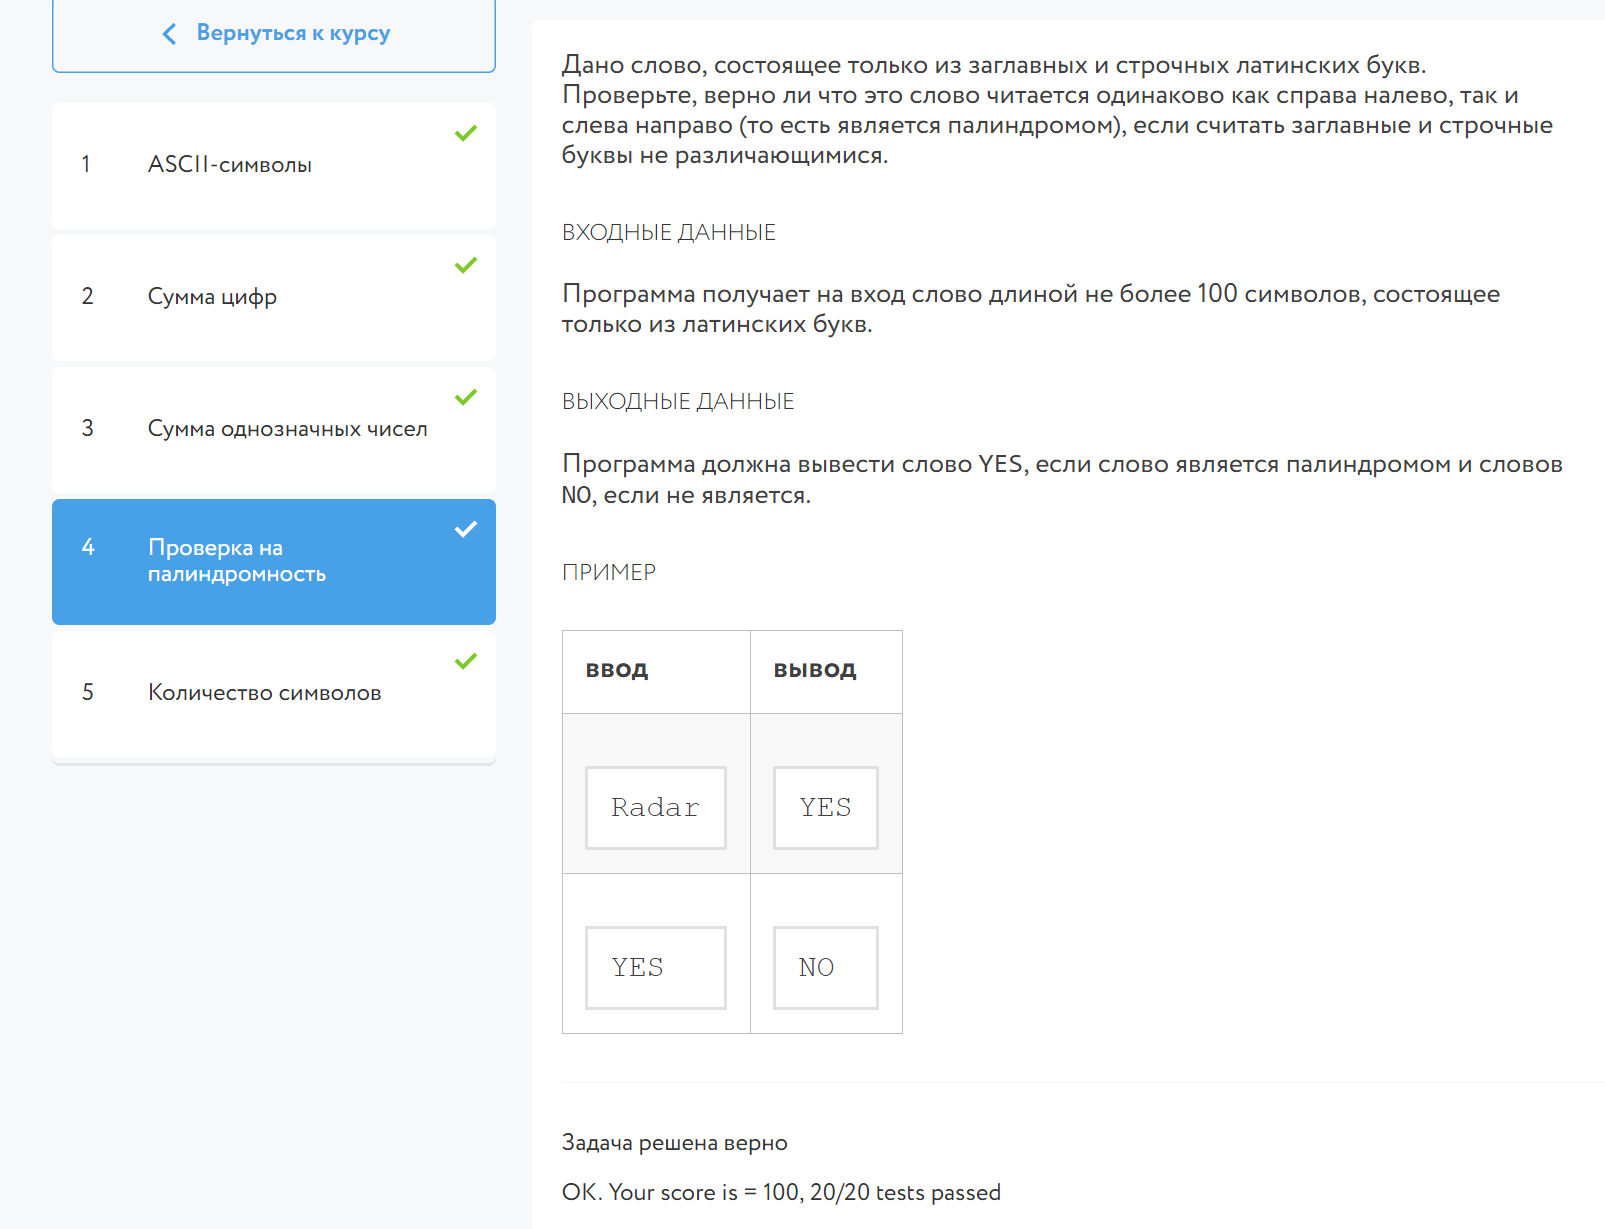 Вернуться к курсу
1 ASCII-символы
2 Сумма цифр
3 Сумма однозначных чисел
4 Проверка на
палиндромность
5 Количество символов
Дано слово, состоящее только из заглавных и строчных латинских букв.
Проверьте, верно ли что это слово читается одинаково как справа налево, так и
слева направо (то есть является палиндромом), если считать заглавные и строчные
буквы не различающимися.
ВХОДНЫЕ ДАННЫЕ
Программа получает на вход слово длиной не более 100 символов, состоящее
только из латинских букв.
ВЫХОДНЫЕ ДАННЫЕ
Программа должна вывести слово YES, если слово является палиндромом и словов
NO, если не является.
ПРИМЕР
ввод вывод
Radar YES
YES NO
Задача решена верно
OK. Your score is = 100, 20/20 tests passed